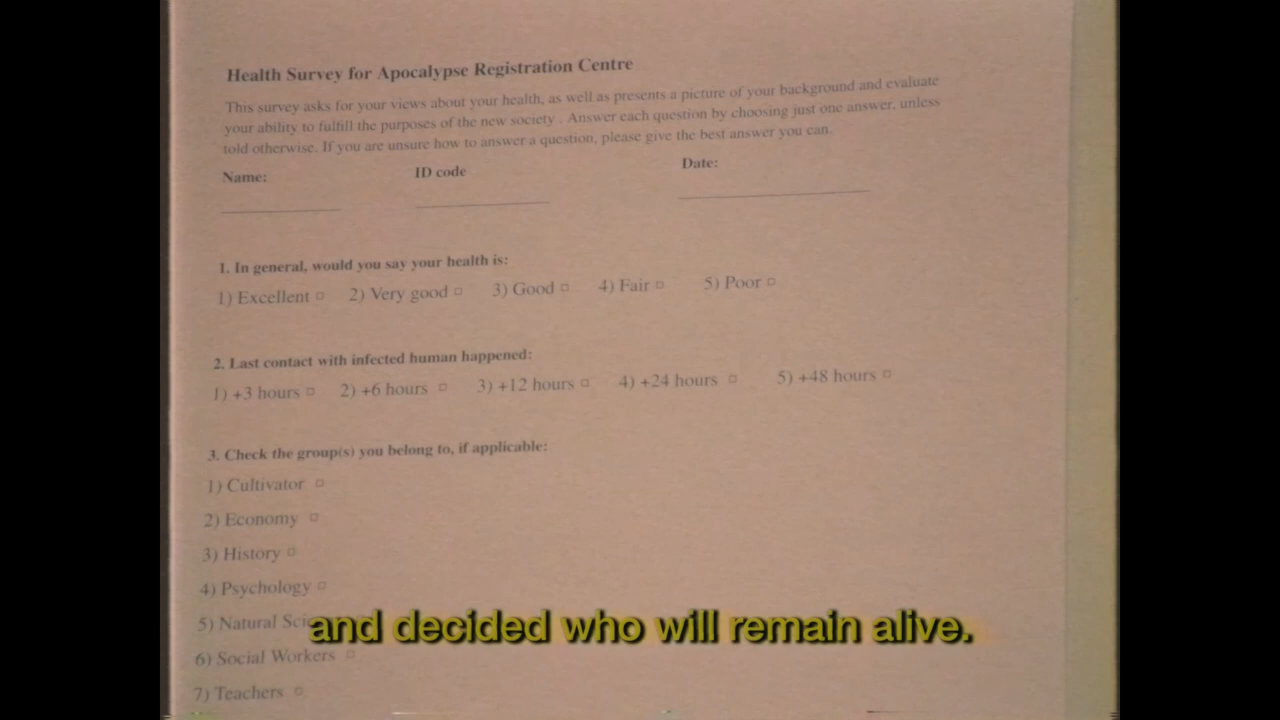 Health Survey for Apocalypse Registration Centre
This survey asks for your views about your health, as well as presents a picture of your background and evaluate
your ability to fulfill the purposes of the new society . Answer each question by choosing just one answer, unless
told otherwise. If you are unsure how to answer a question, please give the best answer you can.
Name: ID code Date:
1. In general, would you say your health is:
1) Excellent 2) Very good 3) Good 4) Fair 5) Poor
2. Last contact with infected human happened:
1) +3 hours 2) +6 hours 3) +12 hours 4) +24 hours 5) +48 hours
3. Check the group(s) you belong to, if applicable:
1) Cultivator
2) Economy
3) History
4) Psychology
5) Natural
and decided who will remain alive.
6) Social Workers
7) Teachers